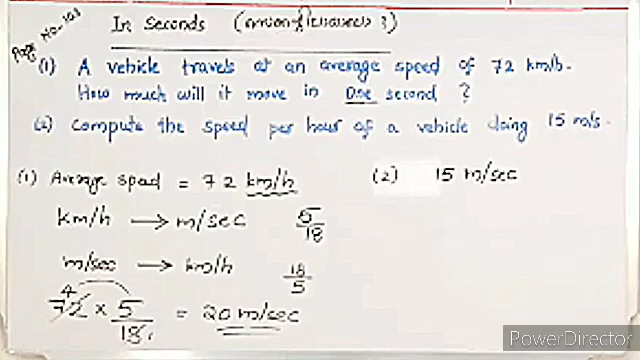 Page No-103
In Seconds
(1) A vehicle travels at an average speed of 72 km/h.
How much will it move in One second ?
(2) Compute the speed per hour of a vehicle doing 15 m/s.
(1) Average speed = 72 km/h
(2) 15 m/sec
km/h → m/sec 5/18
m/sec → km/h 18/5
4
72 × 5/18 = 20 m/sec
PowerDirector